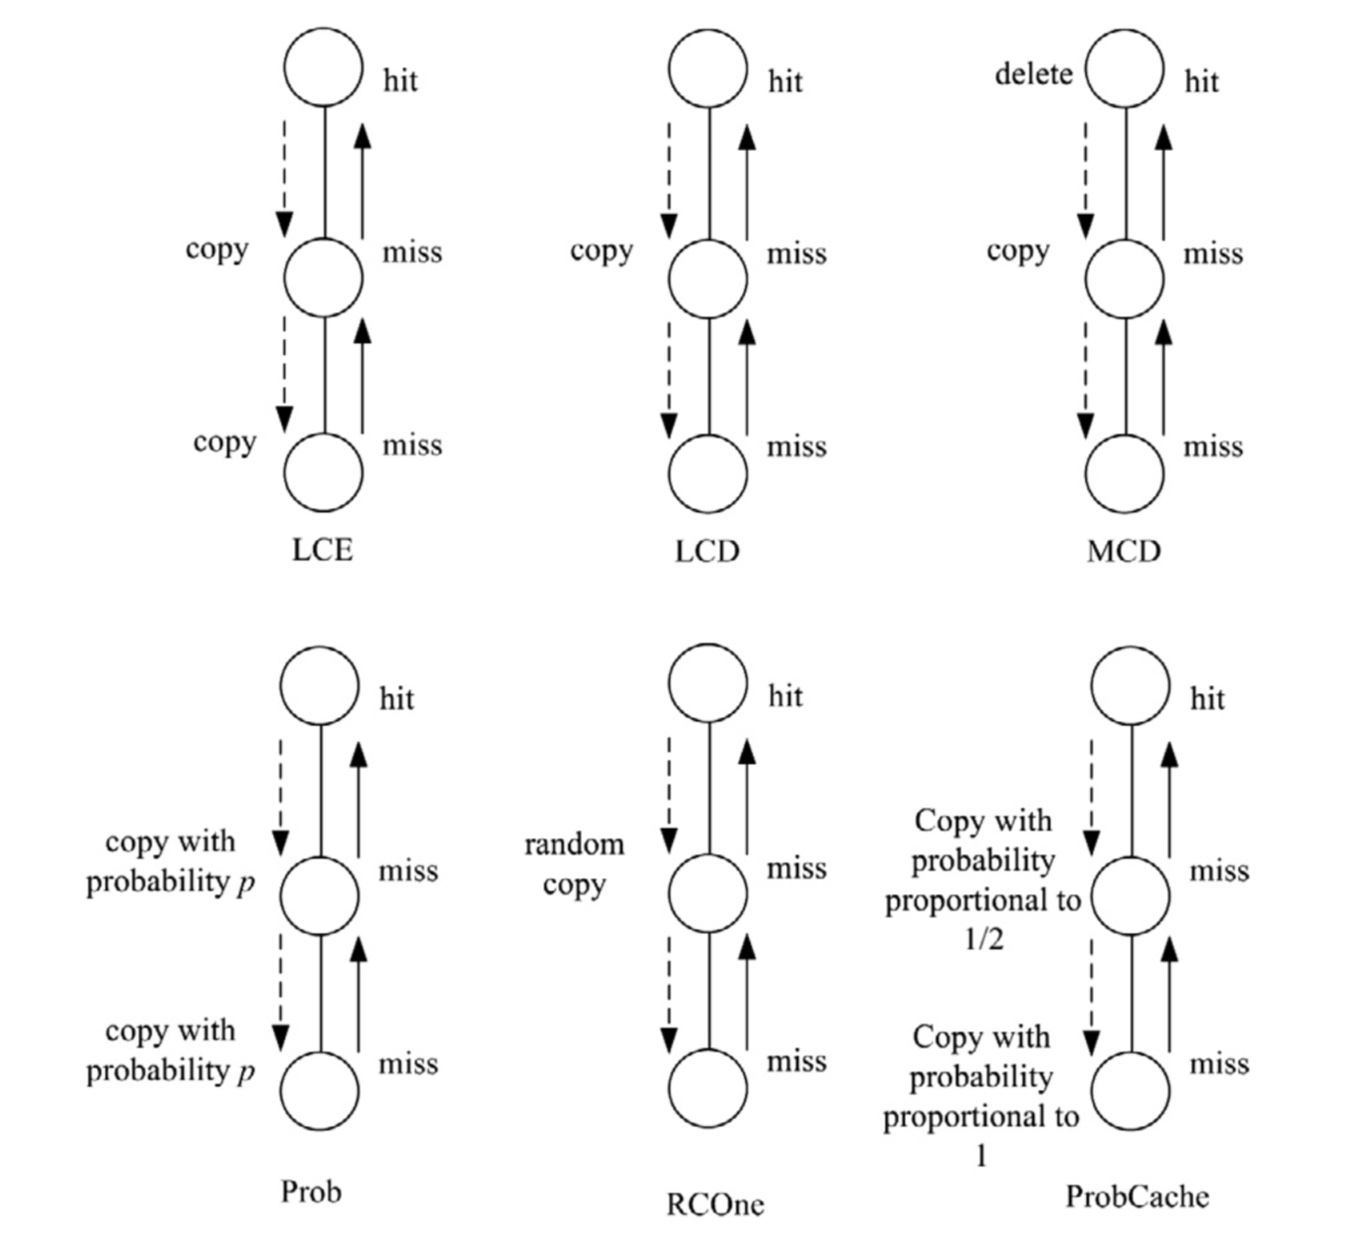 hit
copy
miss
copy
miss
LCE
hit
copy
miss
miss
LCD
delete
hit
copy
miss
miss
MCD
hit
copy with
probability p
miss
copy with
probability p
miss
Prob
hit
random
copy
miss
miss
RCOne
hit
Copy with
probability
proportional to
1/2
miss
Copy with
probability
proportional to
1
miss
ProbCache